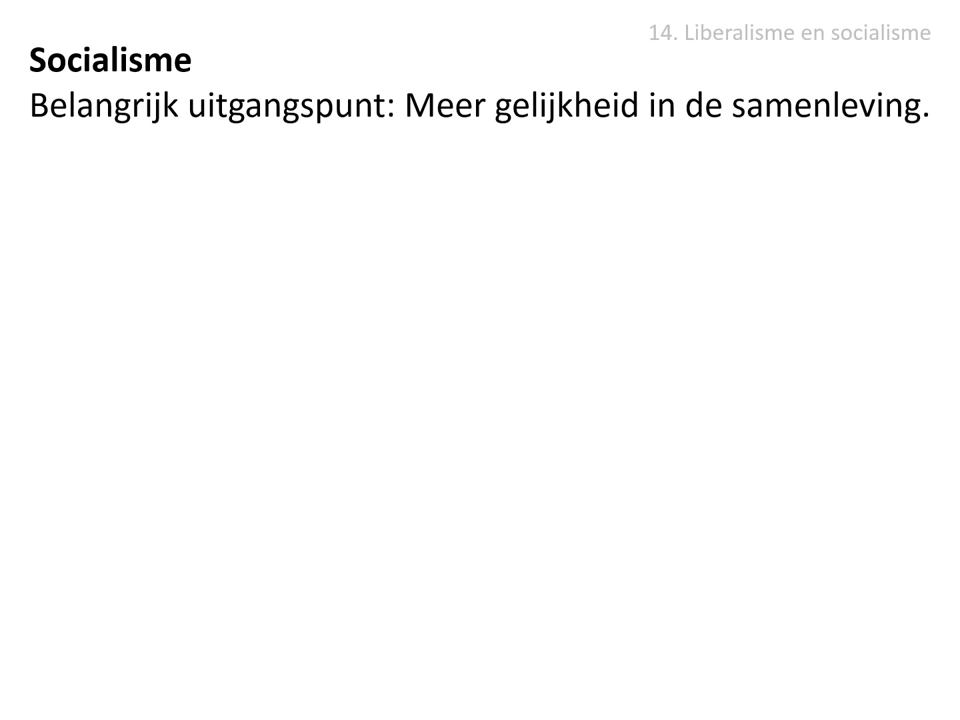 14. Liberalisme en socialisme
Socialisme
Belangrijk uitgangspunt: Meer gelijkheid in de samenleving.